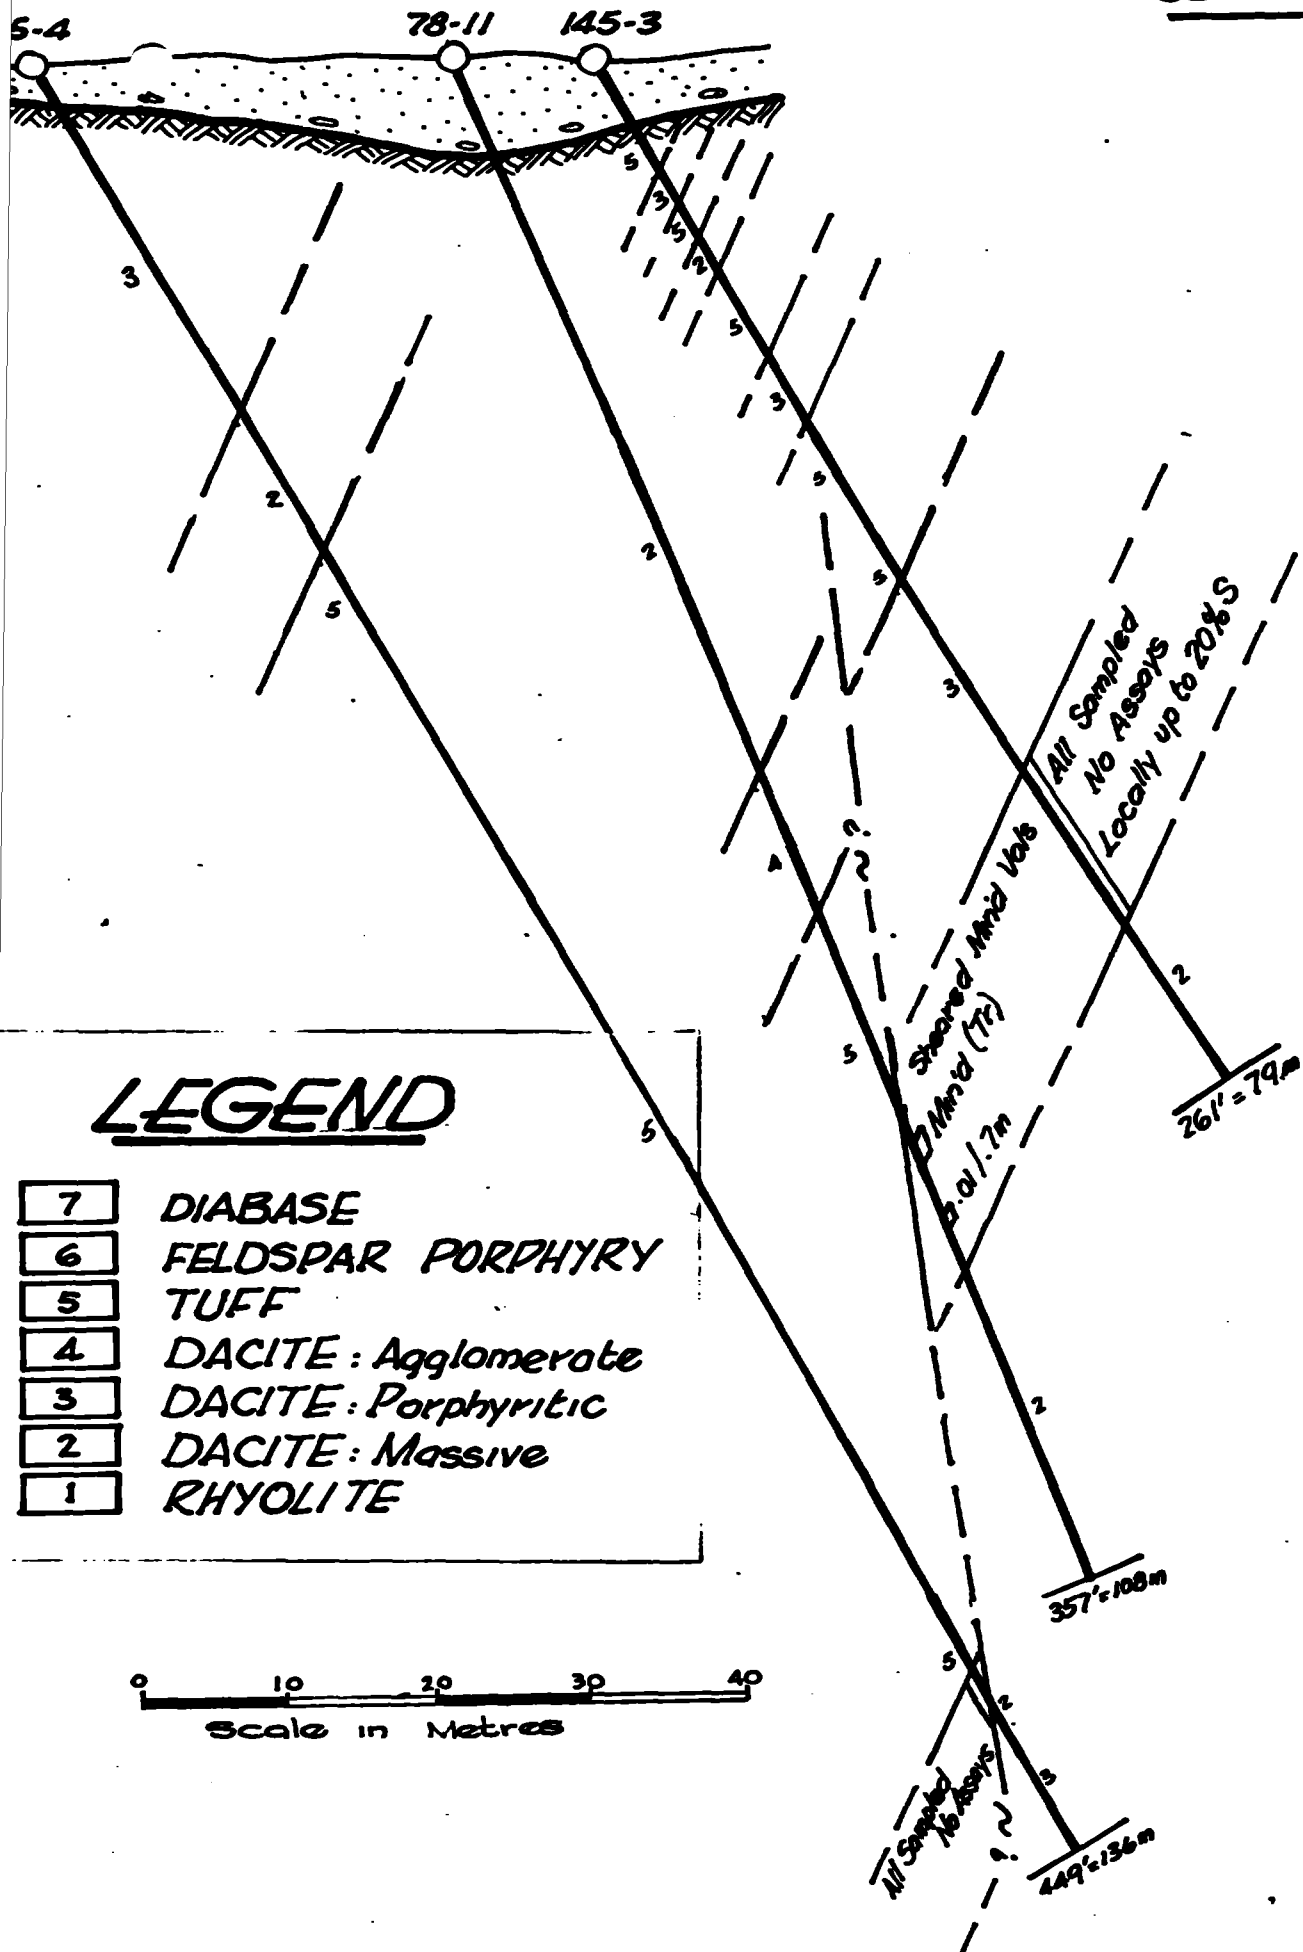 5-4
78-11
145-3
5
3
5
2
5
3
5
5
3
2
3
2
5
2
4
5
5
2
5
2
3
All Sampled
No Assays
Locally up to 20% S
Sheared Min'd Vols
Min'd (Tr)
.01/.7m
261'=79m
357'=108m
449'=136m
All Sampled
No Assays
?
~
~
?
LEGEND
7 DIABASE
6 FELDSPAR PORPHYRY
5 TUFF
4 DACITE: Agglomerate
3 DACITE: Porphyritic
2 DACITE: Massive
1 RHYOLITE
0 10 20 30 40
Scale in Metres